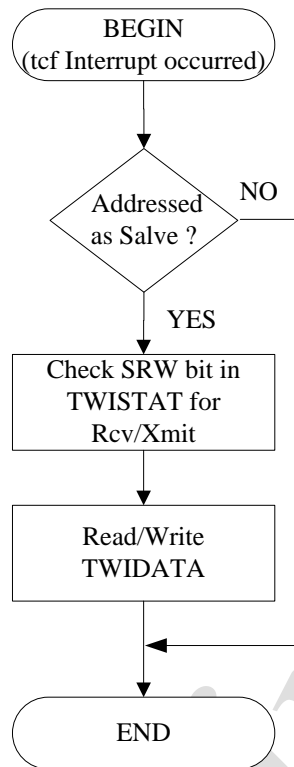 BEGIN
(tcf Interrupt occurred)
Addressed
as Salve ?
NO
YES
Check SRW bit in
TWISTAT for
Rcv/Xmit
Read/Write
TWIDATA
END